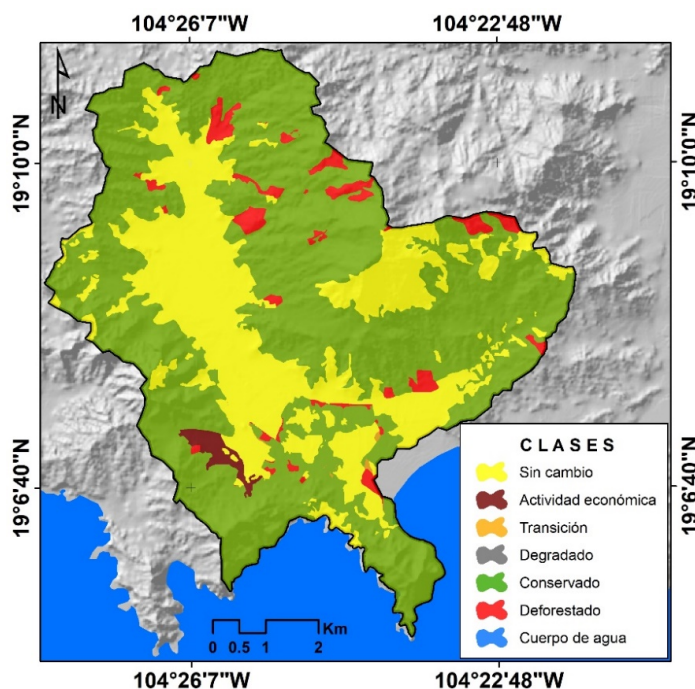 104°26'7"W 104°22'48"W
19°10'0"N
19°10'0"N
N
19°6'40"N
19°6'40"N
CLASES
Sin cambio
Actividad económica
Transición
Degradado
Conservado
Deforestado
Cuerpo de agua
Km
0 0.5 1 2
104°26'7"W 104°22'48"W